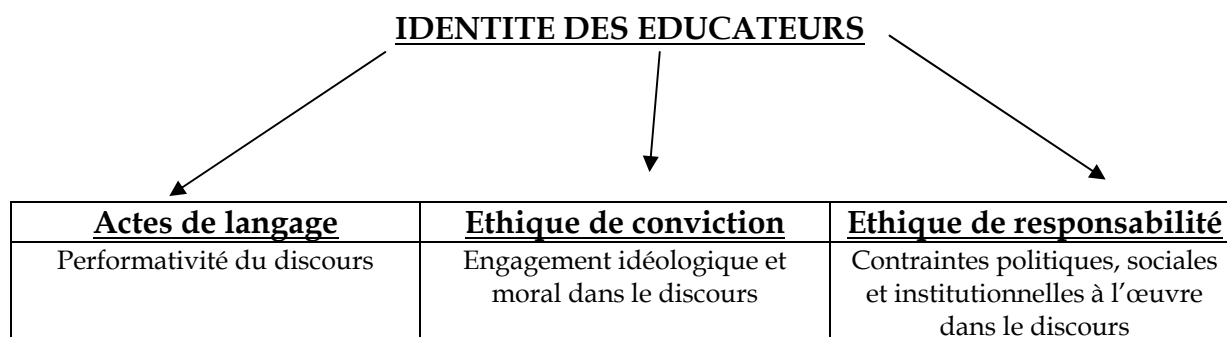 IDENTITE DES EDUCATEURS
Actes de langage
Performativité du discours
Ethique de conviction
Engagement idéologique et
moral dans le discours
Ethique de responsabilité
Contraintes politiques, sociales
et institutionnelles à l’œuvre
dans le discours